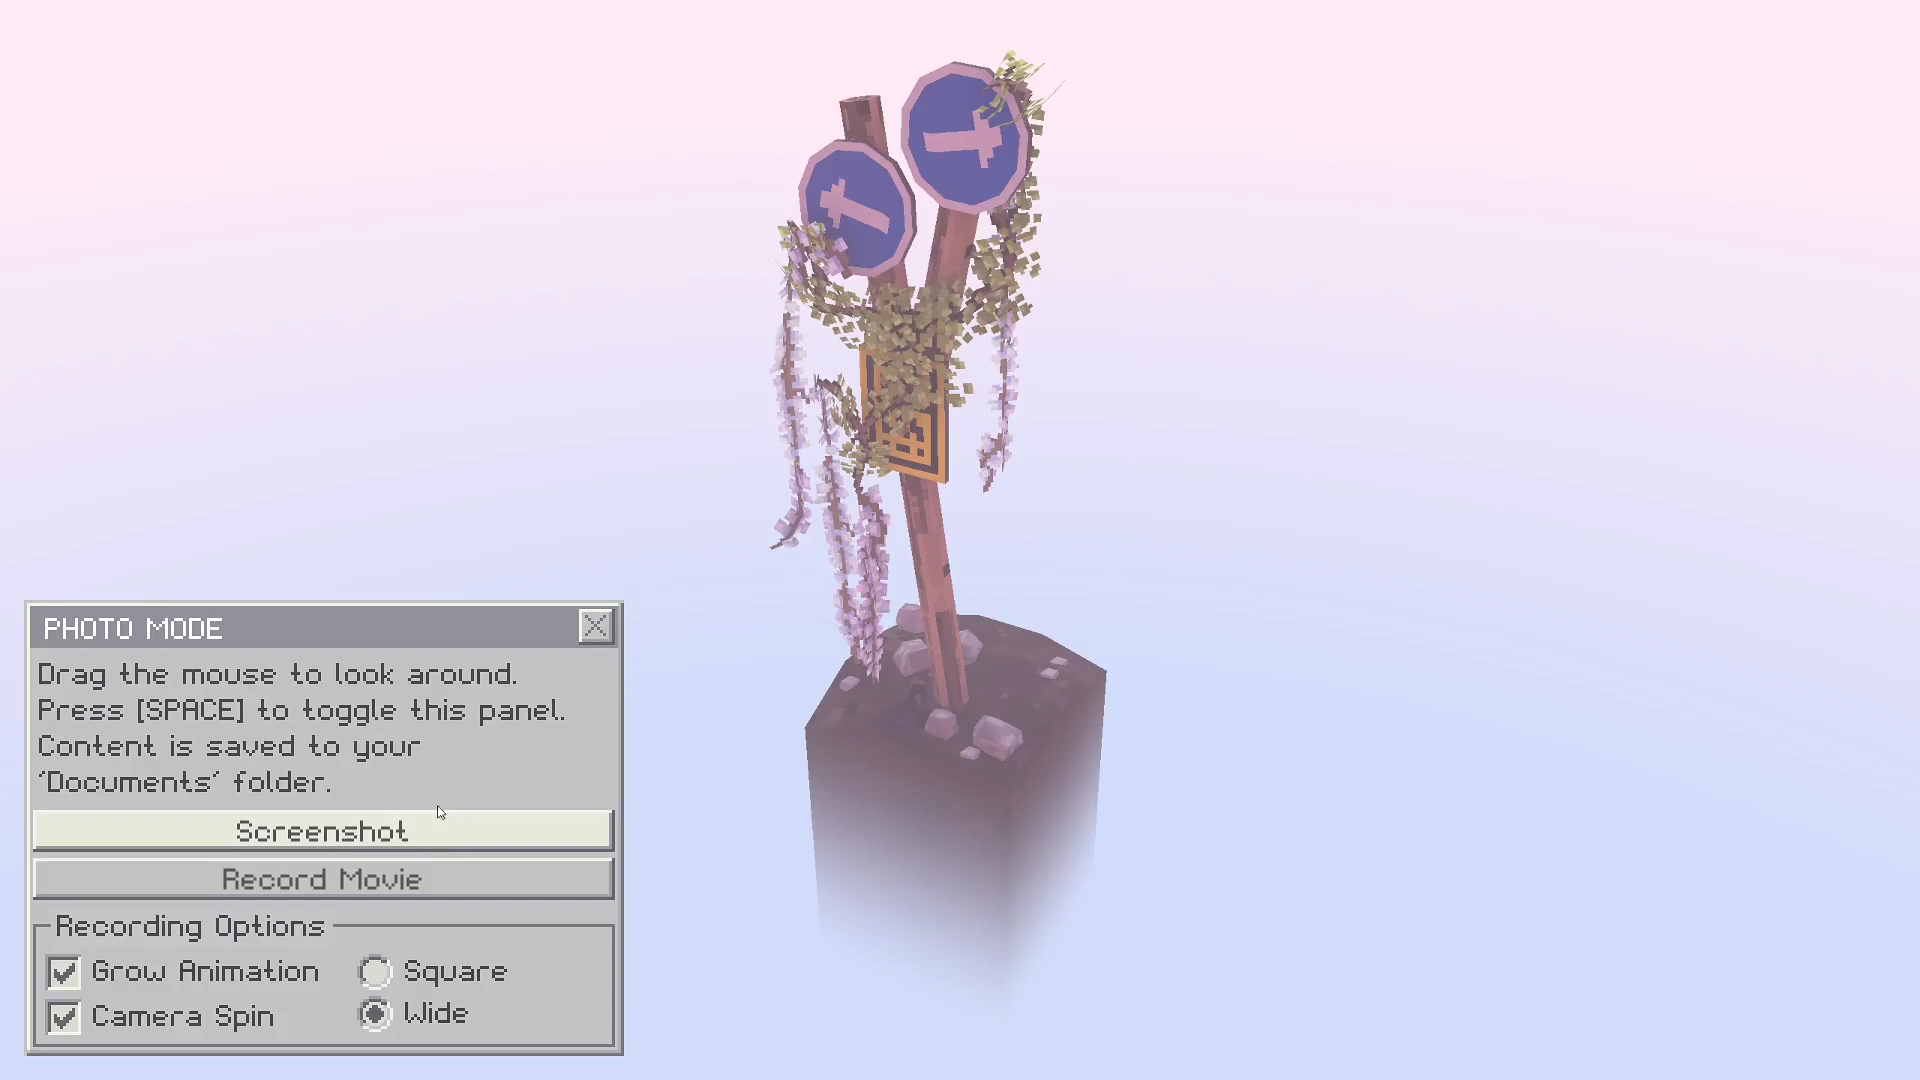 PHOTO MODE
Drag the mouse to look around.
Press [SPACE] to toggle this panel.
Content is saved to your
'Documents' folder.
Screenshot
Record Movie
Recording Options
Grow Animation
Square
Camera Spin
Wide